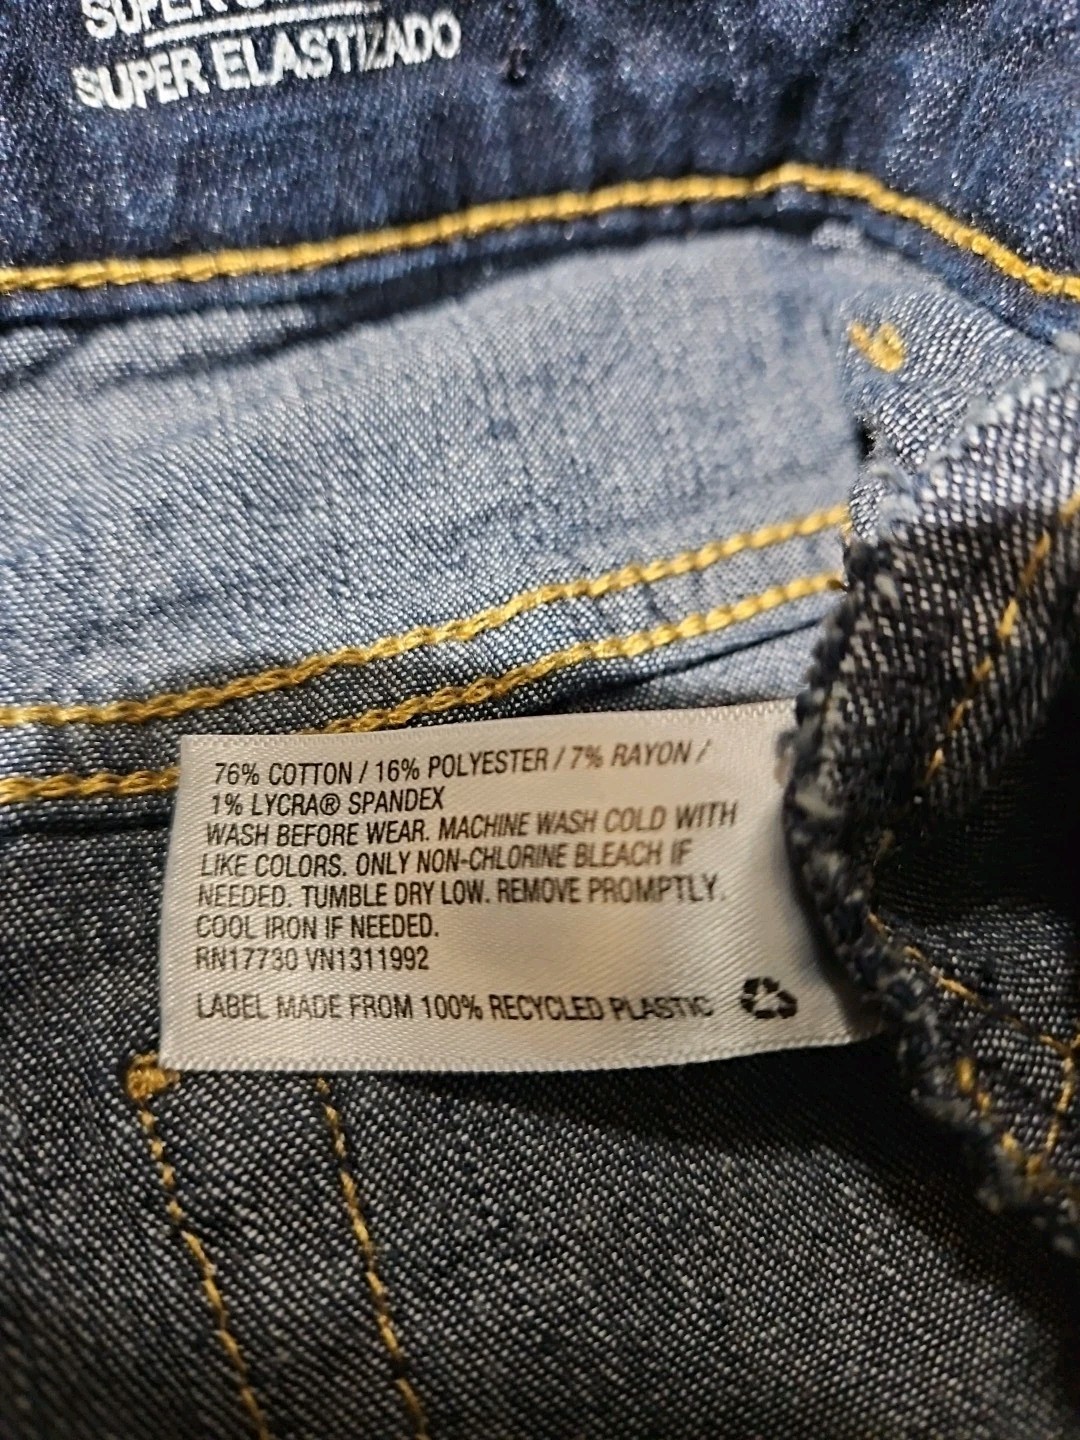 SUPER
SUPER ELASTIZADO
76% COTTON / 16% POLYESTER / 7% RAYON /
1% LYCRA® SPANDEX
WASH BEFORE WEAR. MACHINE WASH COLD WITH
LIKE COLORS. ONLY NON-CHLORINE BLEACH IF
NEEDED. TUMBLE DRY LOW. REMOVE PROMPTLY.
COOL IRON IF NEEDED.
RN17730 VN1311992
LABEL MADE FROM 100% RECYCLED PLASTIC